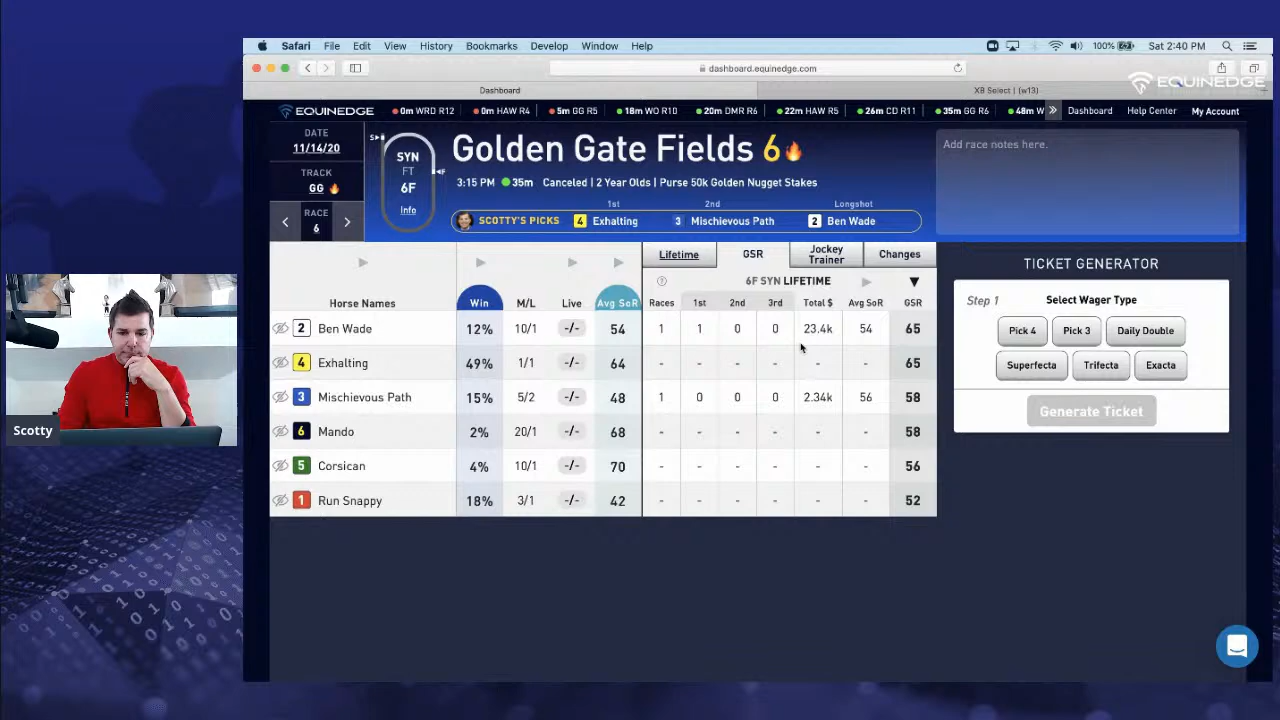 Safari File Edit View History Bookmarks Develop Window Help 100% Sat 2:40 PM
dashboard.equinedge.com
EQUINEDGE
Dashboard XB Select | (w13)
EQUINEDGE 0m WRD R12 0m HAW R4 5m GG R5 18m WO R10 20m DMR R6 22m HAW R5 26m CD R11 35m GG R6 48m W » Dashboard Help Center My Account
DATE
11/14/20
TRACK
GG
RACE
6
S
SYN
FT
6F
F
Info
Golden Gate Fields 6
3:15 PM 35m Canceled | 2 Year Olds | Purse 50k Golden Nugget Stakes
1st 2nd Longshot
SCOTTY'S PICKS 4 Exhalting 3 Mischievous Path 2 Ben Wade
Add race notes here.
Lifetime GSR Jockey Trainer Changes
6F SYN LIFETIME
Horse Names Win M/L Live Avg SoR Races 1st 2nd 3rd Total $ Avg SoR GSR
2 Ben Wade 12% 10/1 -/- 54 1 1 0 0 23.4k 54 65
4 Exhalting 49% 1/1 -/- 64 - - - - - - 65
3 Mischievous Path 15% 5/2 -/- 48 1 0 0 0 2.34k 56 58
6 Mando 2% 20/1 -/- 68 - - - - - - 58
5 Corsican 4% 10/1 -/- 70 - - - - - - 56
1 Run Snappy 18% 3/1 -/- 42 - - - - - - 52
TICKET GENERATOR
Step 1 Select Wager Type
Pick 4 Pick 3 Daily Double
Superfecta Trifecta Exacta
Generate Ticket
Scotty